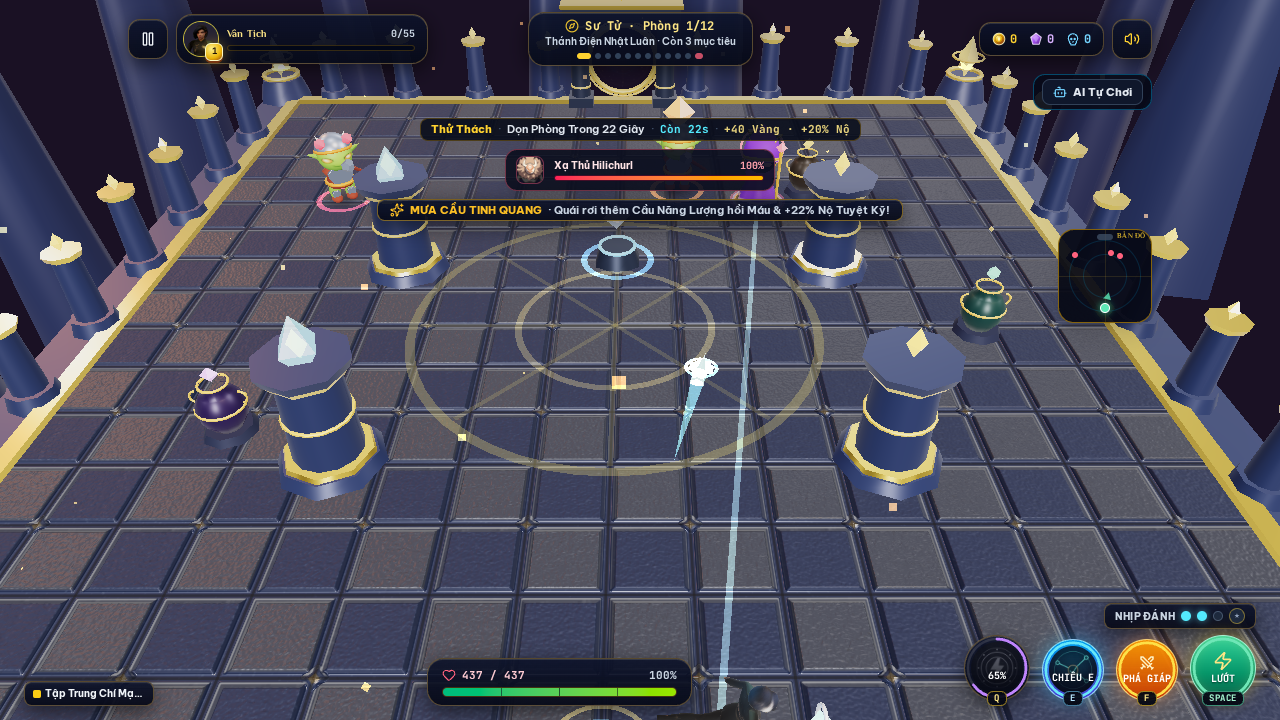 Vân Tịch
0/55
1
Sư Tử · Phòng 1/12
Thánh Điện Nhật Luân · Còn 3 mục tiêu
0 0 0
AI Tự Chơi
Thử Thách · Dọn Phòng Trong 22 Giây · Còn 22s · +40 Vàng · +20% Nộ
Xạ Thủ Hilichurl 100%
MƯA CẦU TINH QUANG · Quái rơi thêm Cầu Năng Lượng hồi Máu & +22% Nộ Tuyệt Kỹ!
BẢN ĐỒ
NHỊP ĐÁNH
65%
CHIÊU E
PHÁ GIÁP
LƯỚT
Q
E
F
SPACE
437 / 437 100%
Tập Trung Chí Mạ...